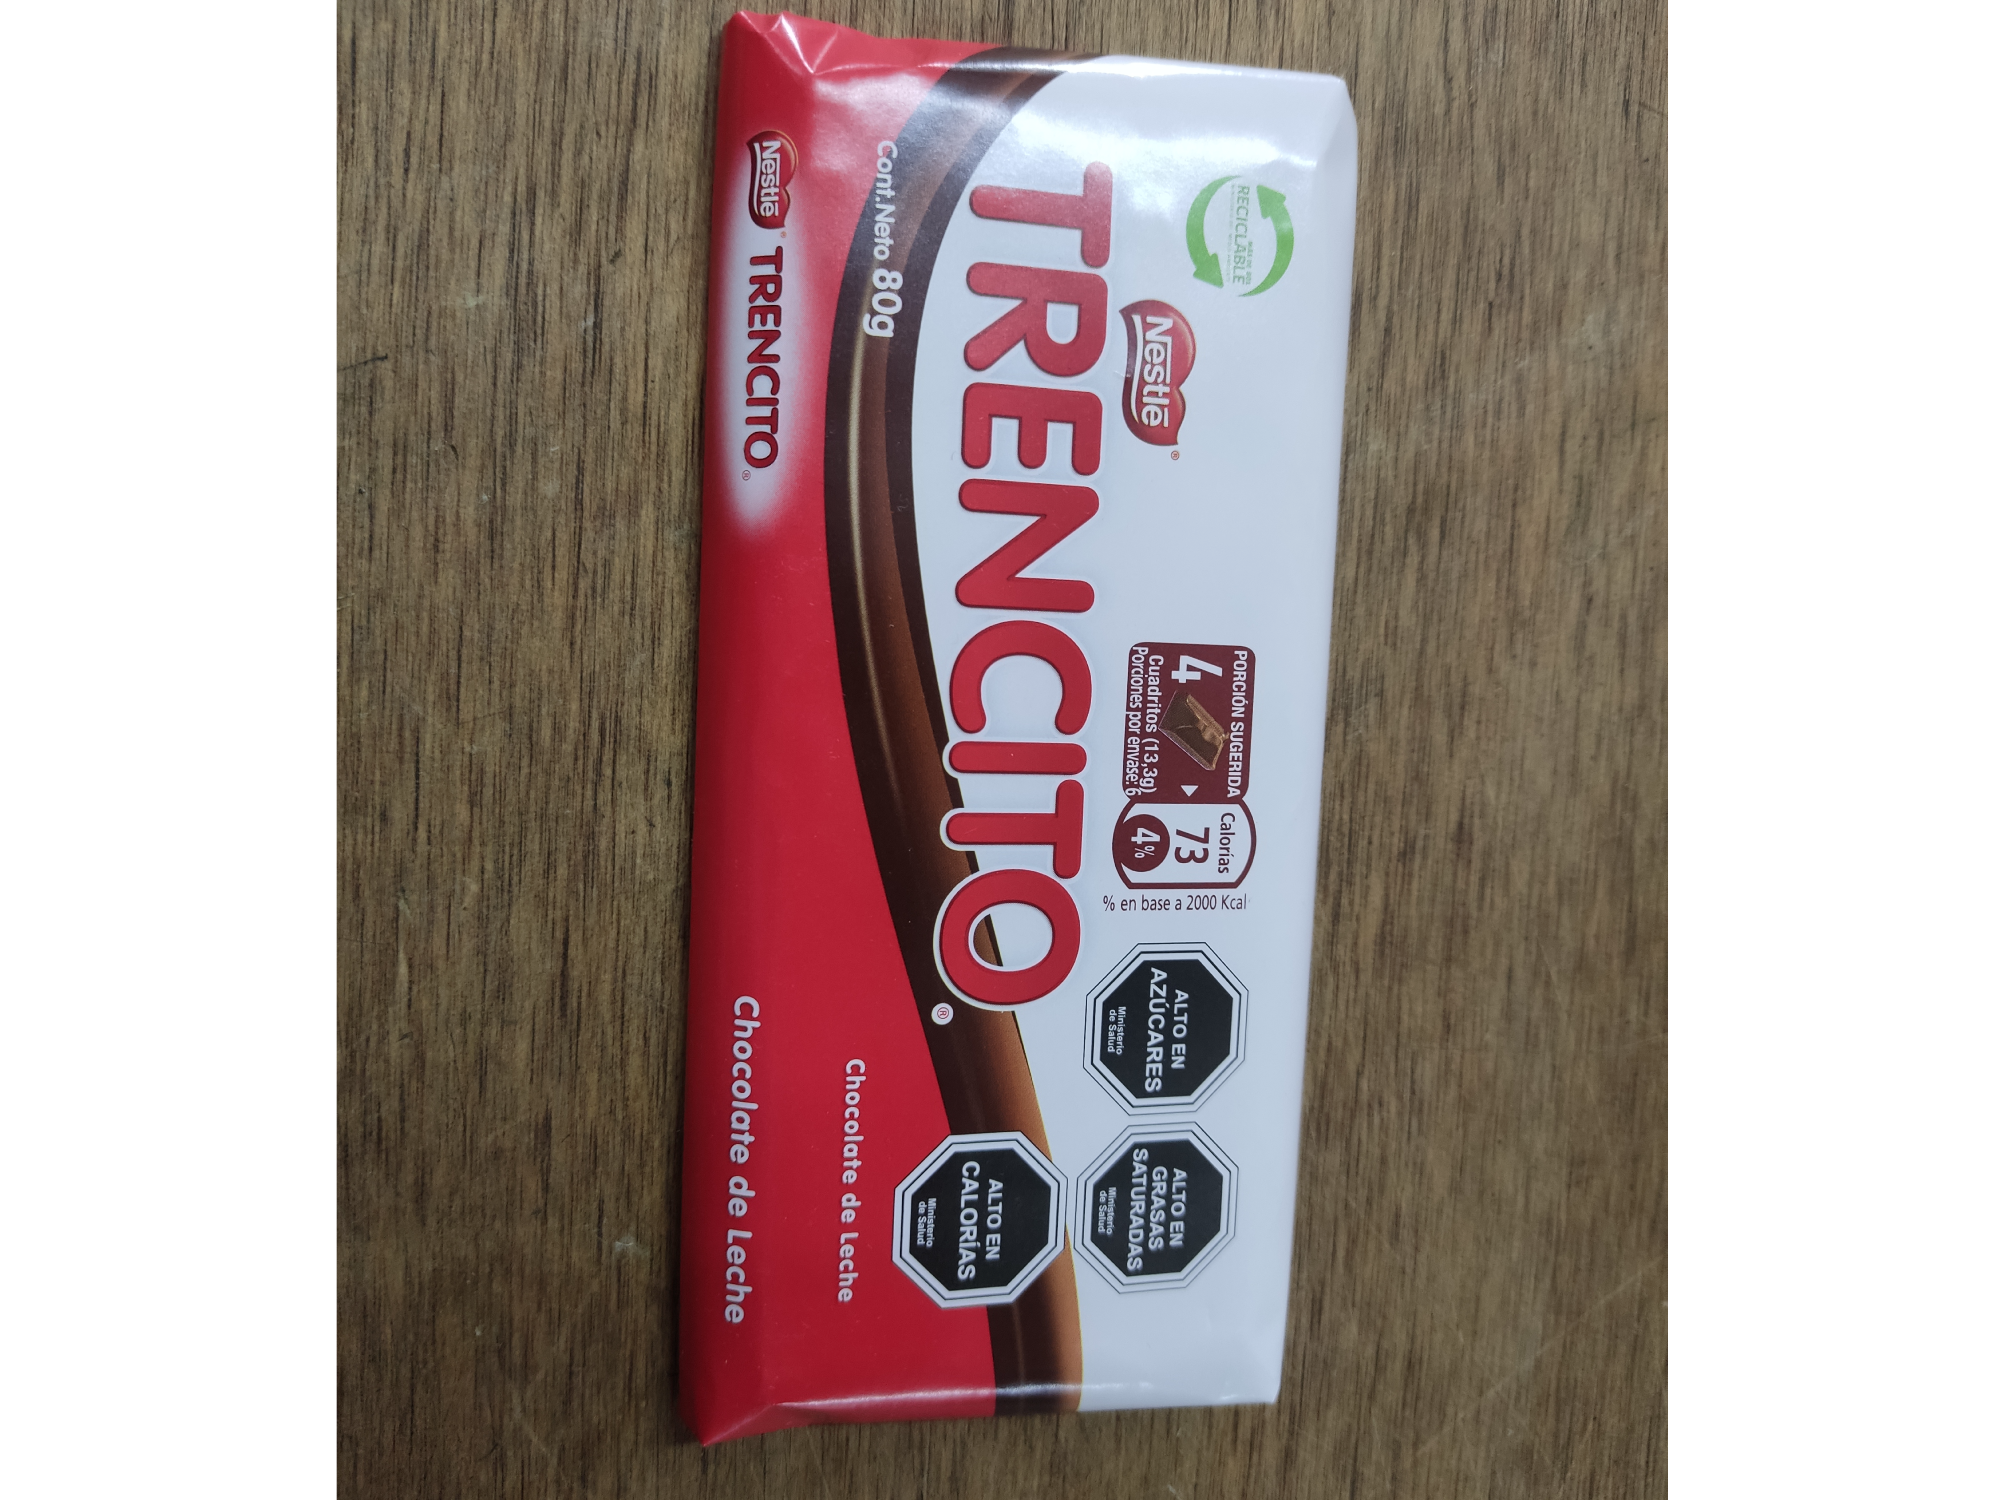 RECICLABLE
Nestlé®
TRENCITO®
PORCIÓN SUGERIDA
4
Cuadritos (13,3g)
Porciones por envase: 6
Calorías
73
4%
% en base a 2000 Kcal
ALTO EN
AZÚCARES
Ministerio
de Salud
ALTO EN
GRASAS
SATURADAS
Ministerio
de Salud
ALTO EN
CALORÍAS
Ministerio
de Salud
Cont.Neto 80g
Chocolate de Leche
Nestlé® TRENCITO®
Chocolate de Leche